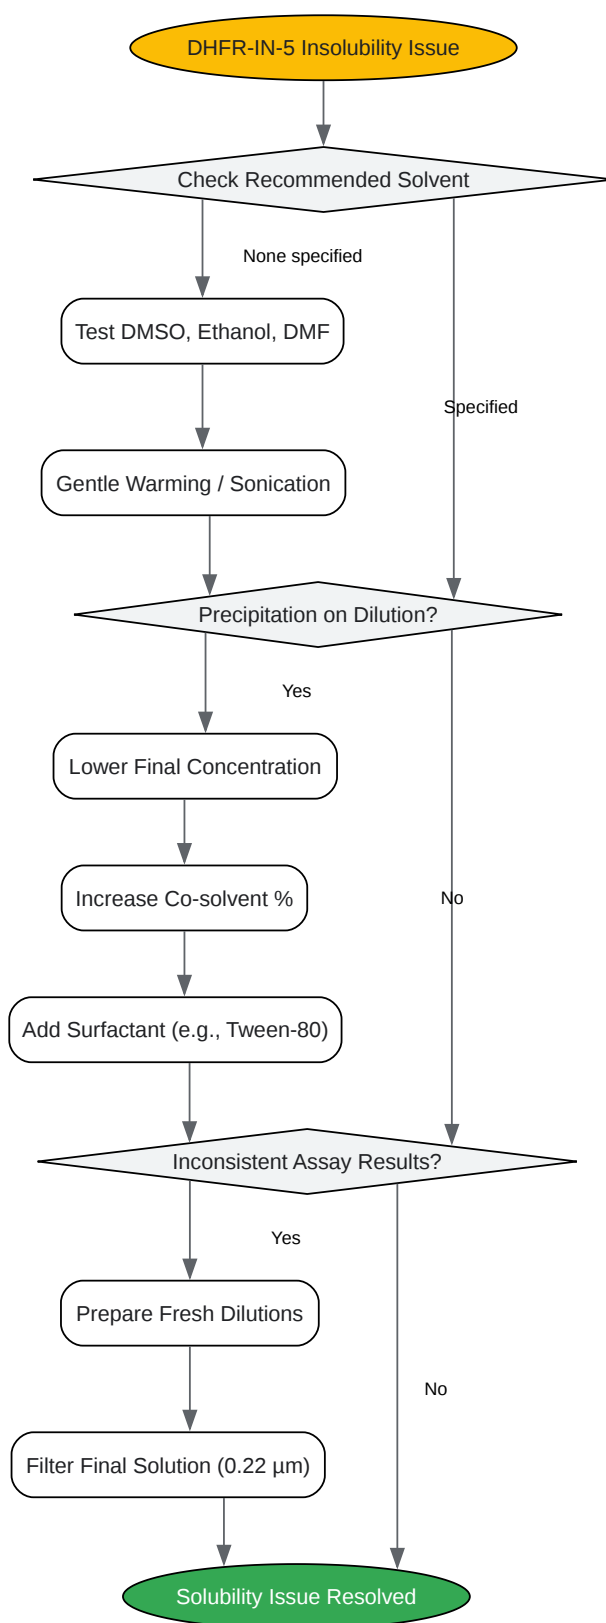 DHFR-IN-5 Insolubility Issue
Check Recommended Solvent
None specified
Test DMSO, Ethanol, DMF
Specified
Gentle Warming / Sonication
Precipitation on Dilution?
Yes
Lower Final Concentration
Increase Co-solvent %
No
Add Surfactant (e.g., Tween-80)
Inconsistent Assay Results?
Yes
Prepare Fresh Dilutions
No
Filter Final Solution (0.22 µm)
Solubility Issue Resolved